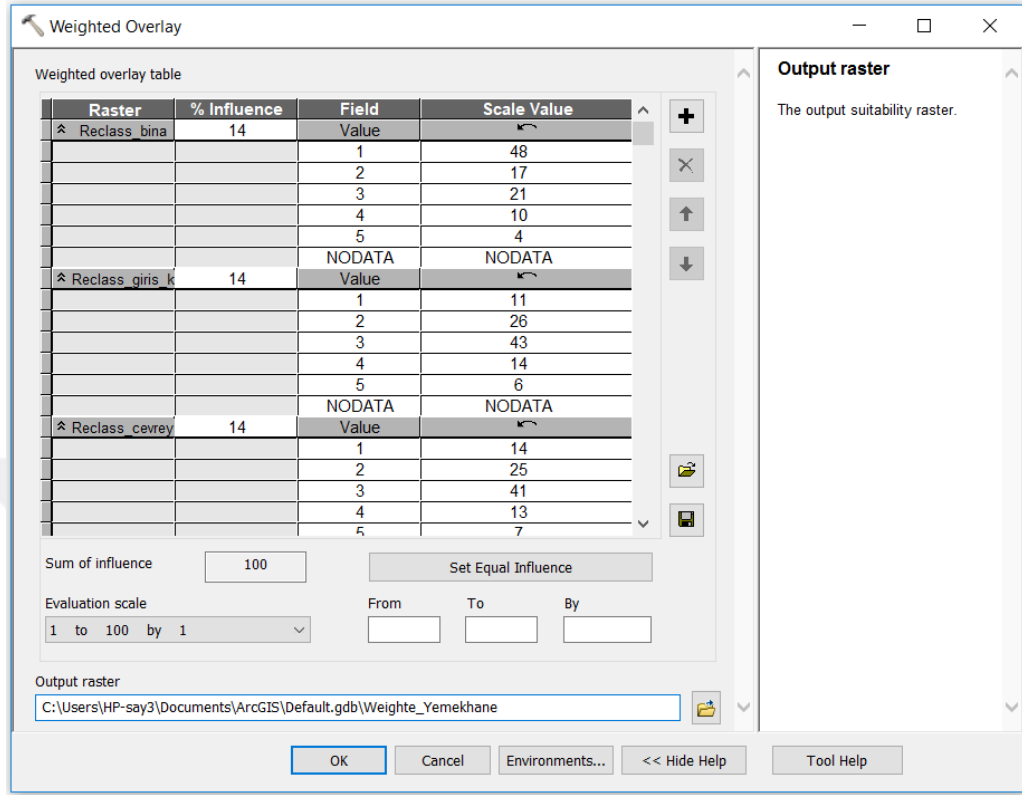 Weighted Overlay
Weighted overlay table
Raster % Influence Field Scale Value
Reclass_bina 14 Value
1 48
2 17
3 21
4 10
5 4
NODATA NODATA
Reclass_giris_k 14 Value
1 11
2 26
3 43
4 14
5 6
NODATA NODATA
Reclass_cevrey 14 Value
1 14
2 25
3 41
4 13
5 7
Sum of influence 100 Set Equal Influence
Evaluation scale From To By
1 to 100 by 1
Output raster
C:\Users\HP-say3\Documents\ArcGIS\Default.gdb\Weighte_Yemekhane
OK Cancel Environments... << Hide Help Tool Help
Output raster
The output suitability raster.